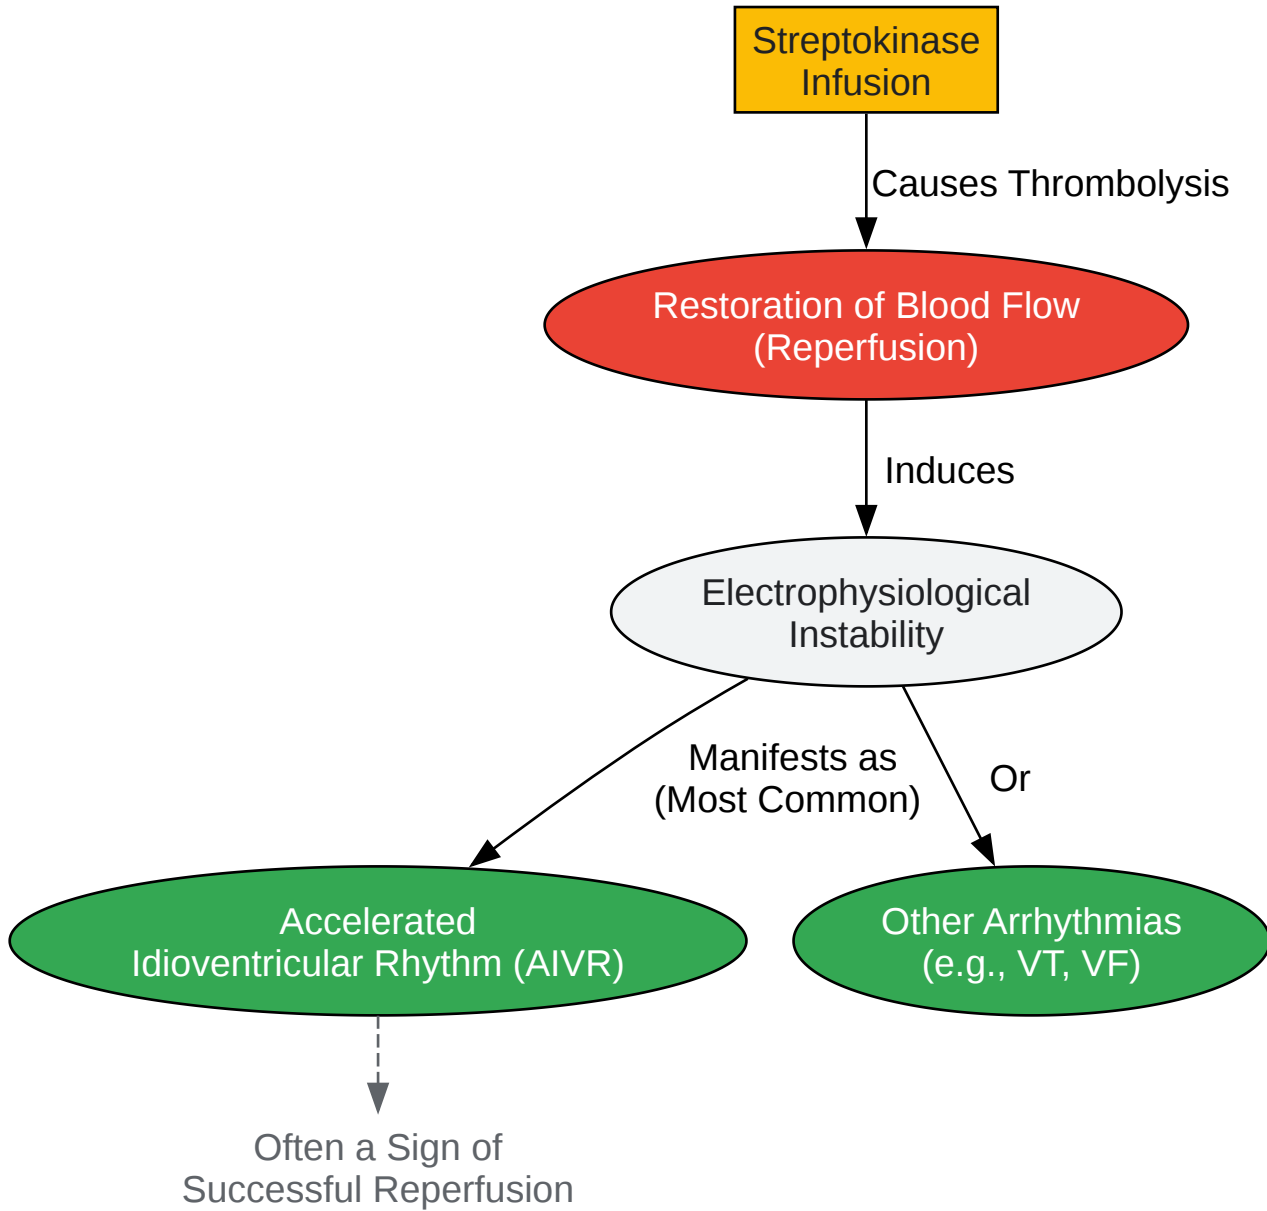 Streptokinase
Infusion
Causes Thrombolysis
Restoration of Blood Flow
(Reperfusion)
Induces
Electrophysiological
Instability
Manifests as
(Most Common)
Or
Accelerated
Idioventricular Rhythm (AIVR)
Other Arrhythmias
(e.g., VT, VF)
Often a Sign of
Successful Reperfusion